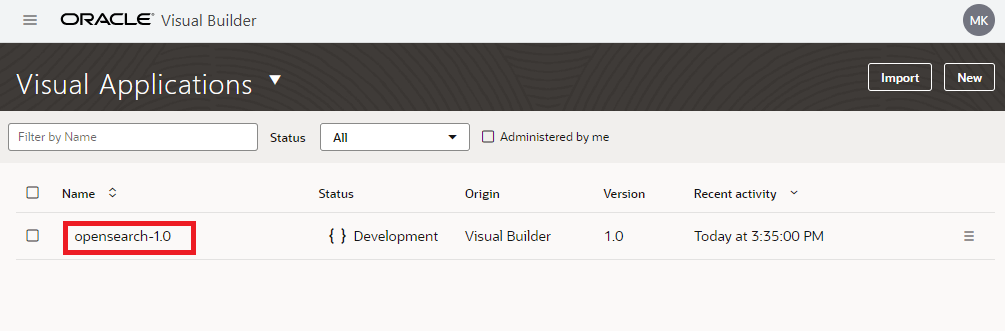 ORACLE Visual Builder
MK
Visual Applications
Import
New
Filter by Name
Status
All
Administered by me
Name Status Origin Version Recent activity
opensearch-1.0 { } Development Visual Builder 1.0 Today at 3:35:00 PM